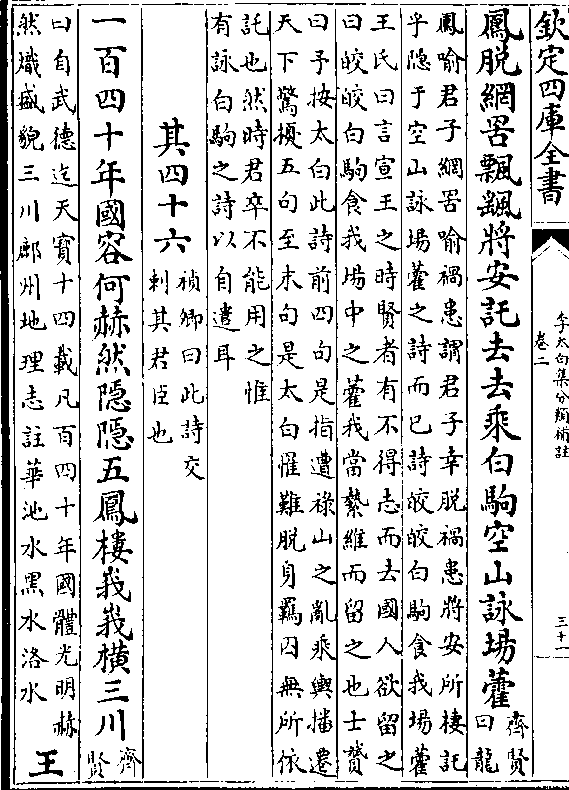 欽定四庫全書
李太白集分類補註
卷二
三十一
鳳脱網罟飄颻將安託去去乘白駒空山詠場藿
齊賢
曰龍
鳳喻君子網罟喻禍患謂君子幸脱禍患將安所棲託
乎隐于空山詠場藿之詩而已詩皎皎白駒食我場藿
王氏曰言宣王之時賢者有不得志而去國人欲留之
曰皎皎白駒食我場中之藿我當縶維而留之也士贇
曰予按太白此詩前四句是指遭禄山之亂乘輿播遷
天下驚擾五句至末句是太白罹難脱身羈囚無所依
託也然時君卒不能用之惟
有詠白駒之詩以自遣耳
其四十六
禎卿曰此詩交
刺其君臣也
一百四十年國容何赫然隐隐五鳳樓峩峩橫三川
齊
賢
曰自武德迄天寶十四載凡百四十年國體光明赫
然熾盛貌三川鄜州地理志註華池水黑水洛水
王